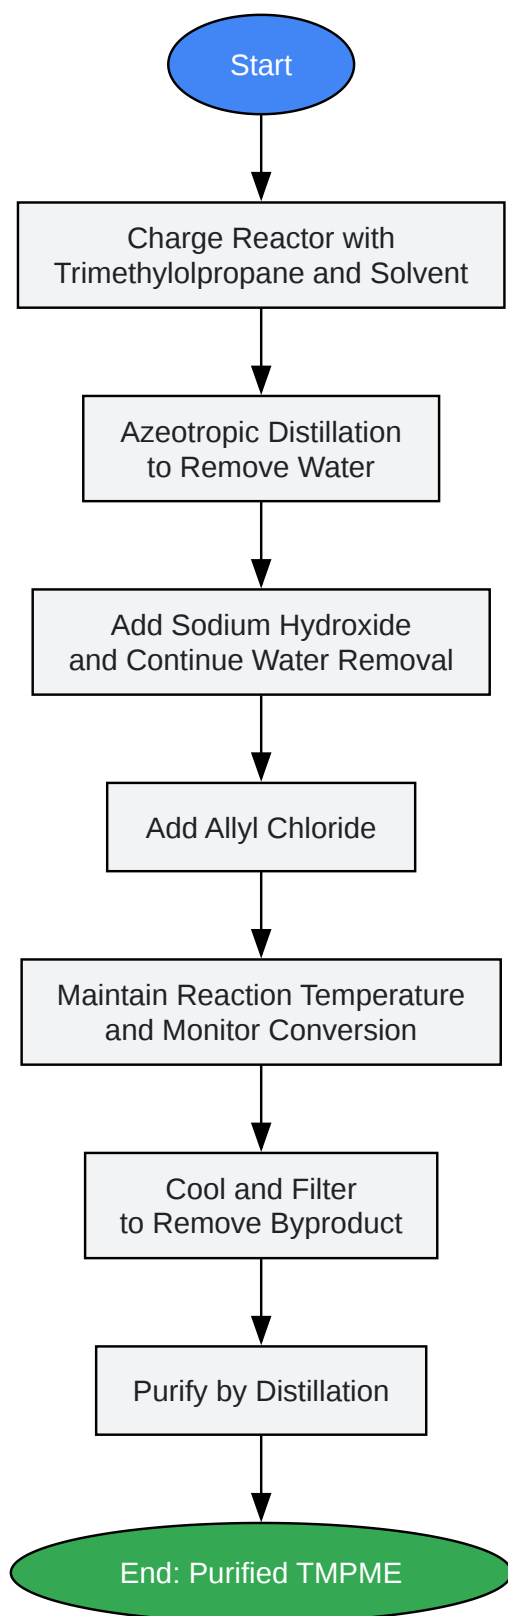 Start
Charge Reactor with
Trimethylolpropane and Solvent
Azeotropic Distillation
to Remove Water
Add Sodium Hydroxide
and Continue Water Removal
Add Allyl Chloride
Maintain Reaction Temperature
and Monitor Conversion
Cool and Filter
to Remove Byproduct
Purify by Distillation
End: Purified TMPME